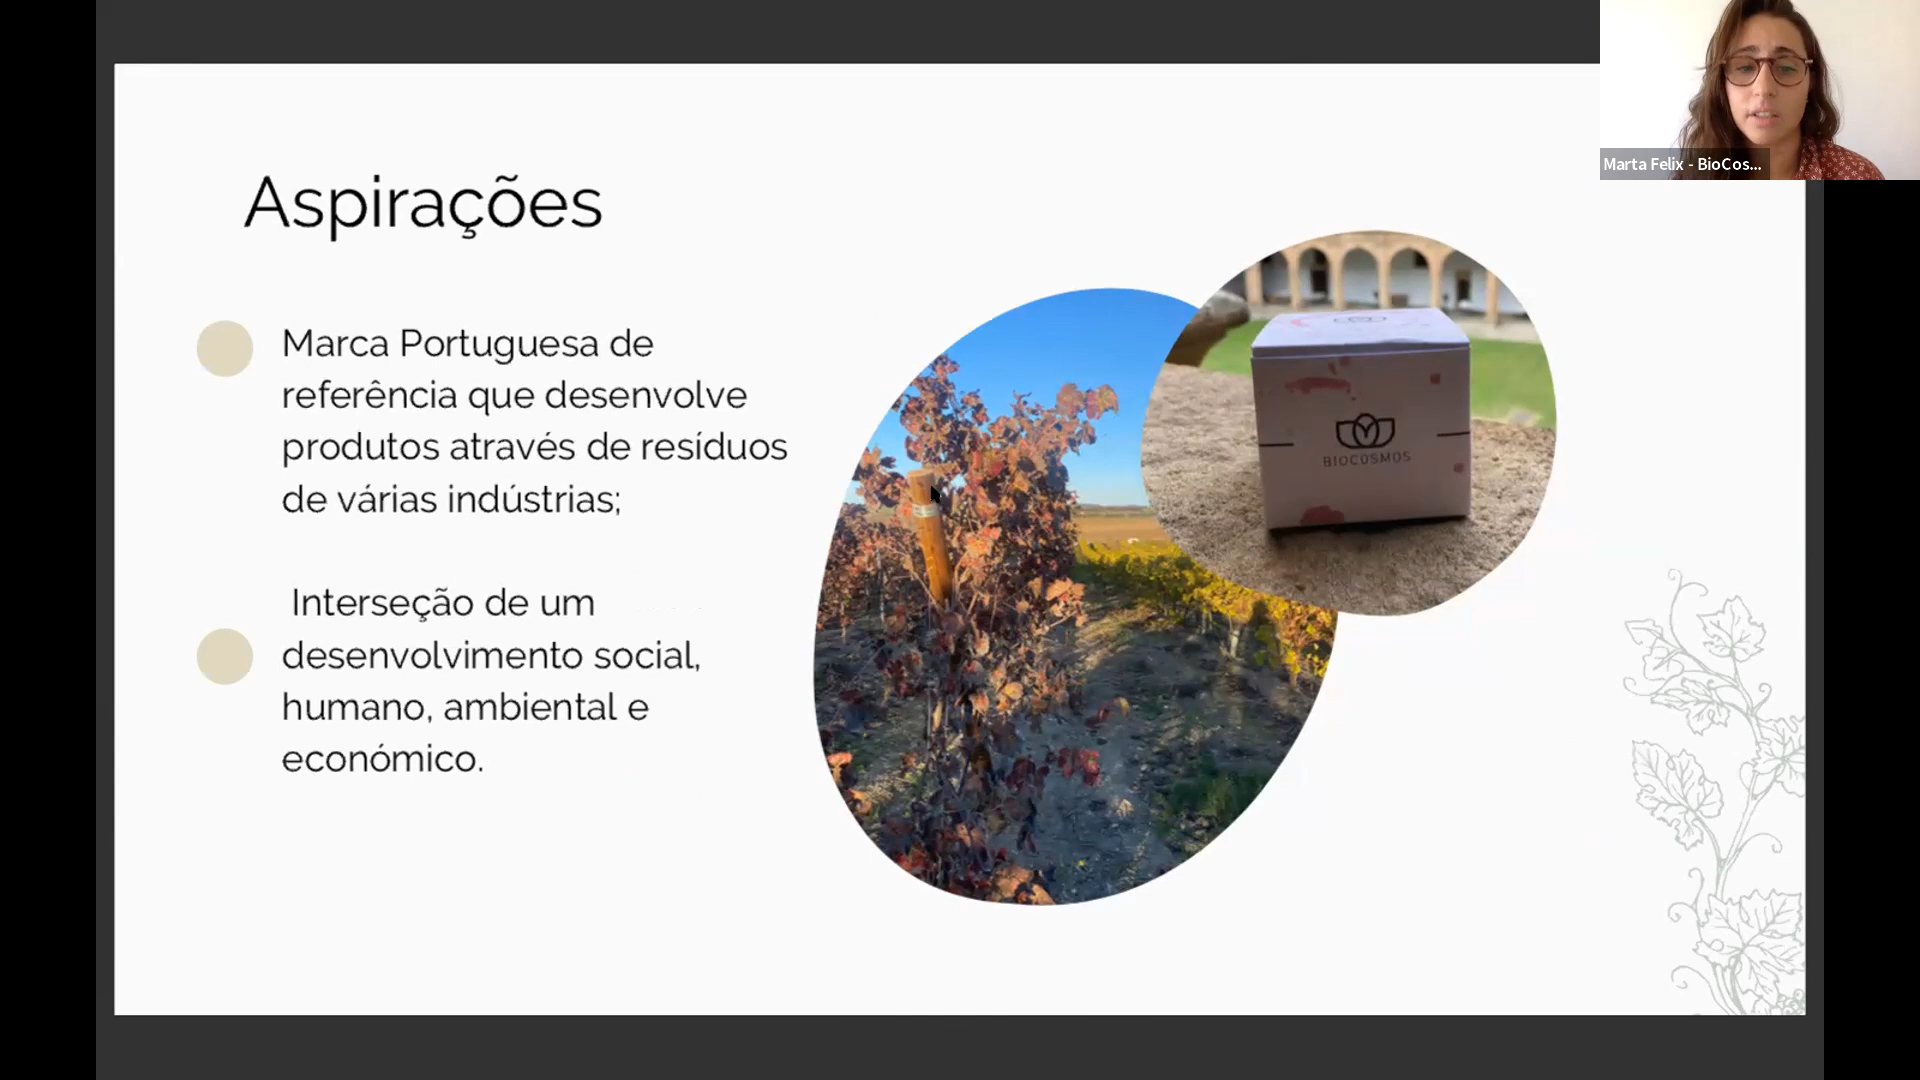 Marta Felix - BioCos...
Aspirações
Marca Portuguesa de
referência que desenvolve
produtos através de resíduos
de várias indústrias;
Interseção de um
desenvolvimento social,
humano, ambiental e
económico.
BIOCOSMOS